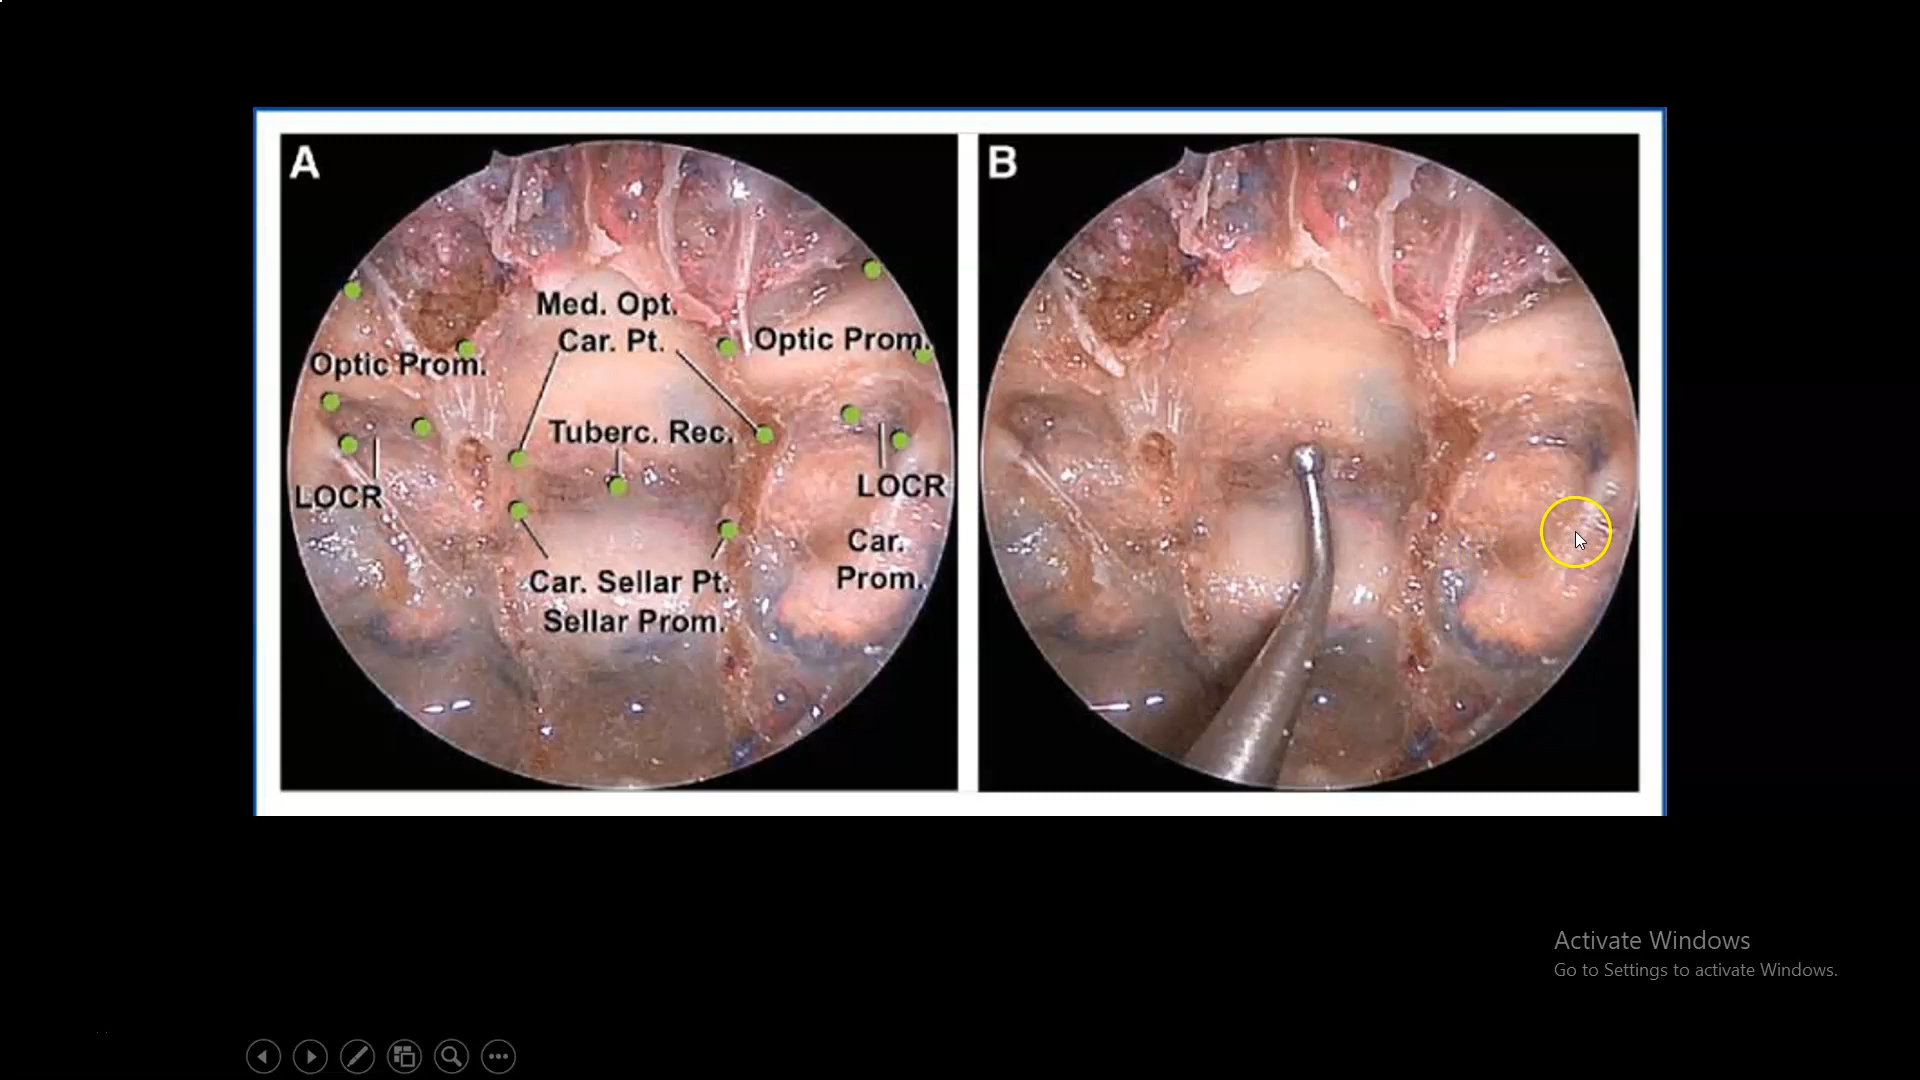 A
B
Med. Opt.
Car. Pt.
Optic Prom.
Optic Prom.
Tuberc. Rec.
LOCR
LOCR
Car.
Prom.
Car. Sellar Pt.
Sellar Prom.
Activate Windows
Go to Settings to activate Windows.